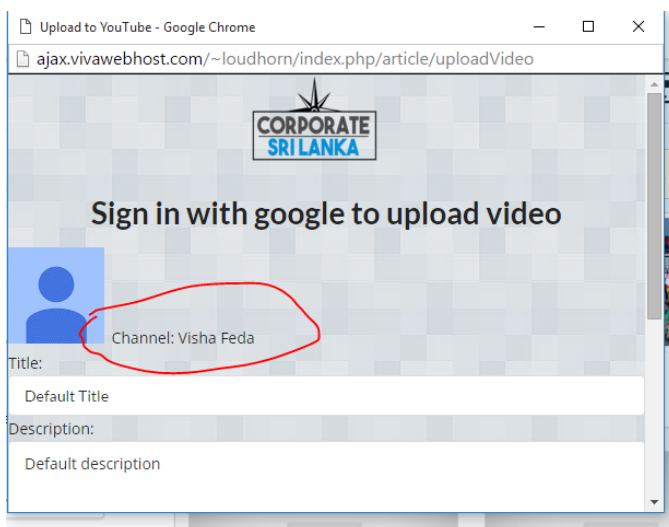 Upload to YouTube - Google Chrome
ajax.vivawebhost.com/~loudhorn/index.php/article/uploadVideo
CORPORATE
SRI LANKA
Sign in with google to upload video
Channel: Visha Feda
Title:
Default Title
Description:
Default description